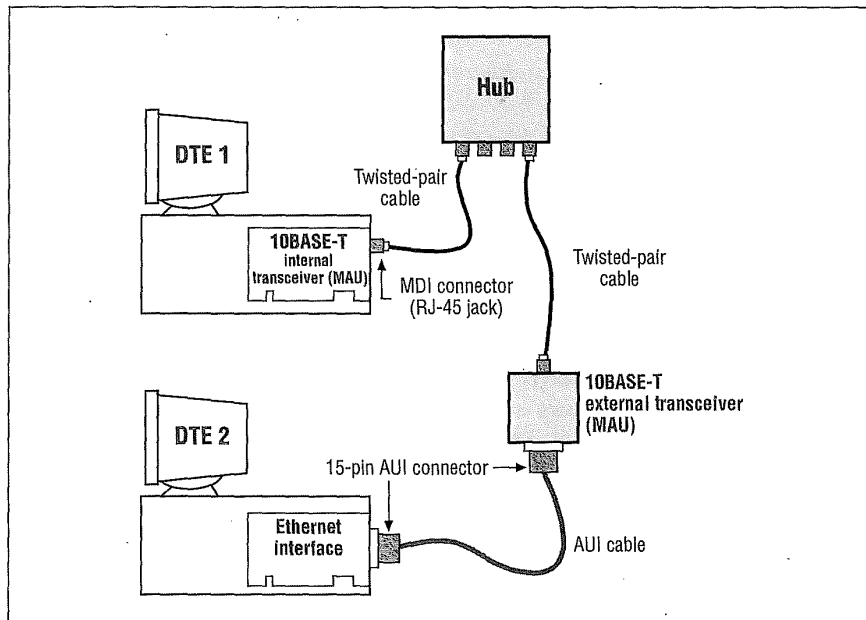 Hub
DTE 1
Twisted-pair
cable
10BASE-T
internal
transceiver (MAU)
MDI connector
(RJ-45 jack)
Twisted-pair
cable
10BASE-T
external transceiver
(MAU)
DTE 2
15-pin AUI connector
Ethernet
interface
AUI cable